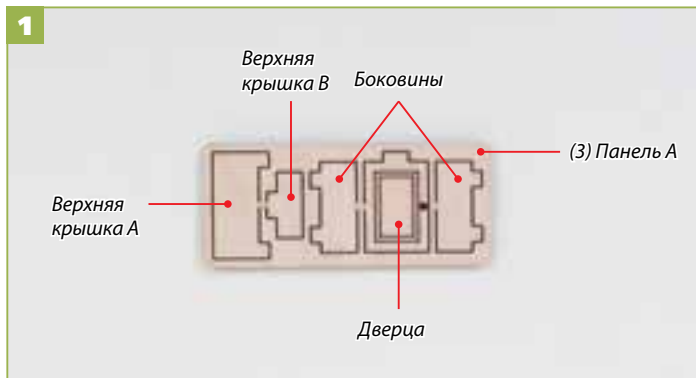 1
Верхняя
крышка В
Боковины
(3) Панель А
Верхняя
крышка А
Дверца